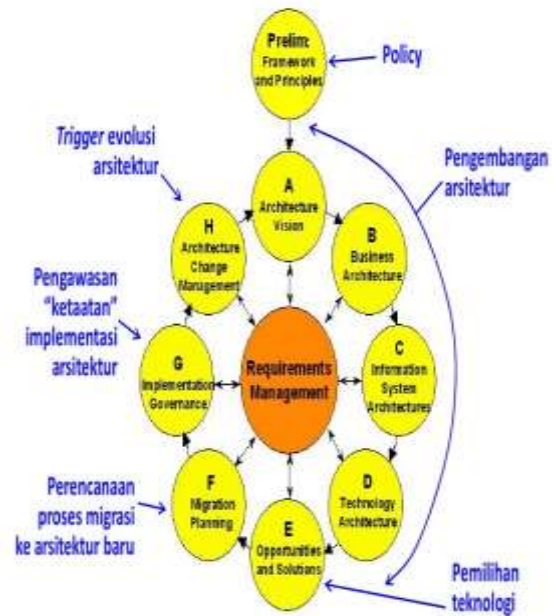 Prelim:
Framework
and Principles
Policy
Trigger evolusi
arsitektur
A
Architecture
Vision
Pengembangan
arsitektur
H
Architecture
Change
Management
B
Business
Architecture
Pengawasan
"ketaatan"
implementasi
arsitektur
G
Implementation
Governance
Requirements
Management
C
Information
System
Architectures
F
Migration
Planning
D
Technology
Architecture
Perencanaan
proses migrasi
ke arsitektur baru
E
Opportunities
and Solutions
Pemilihan
teknologi